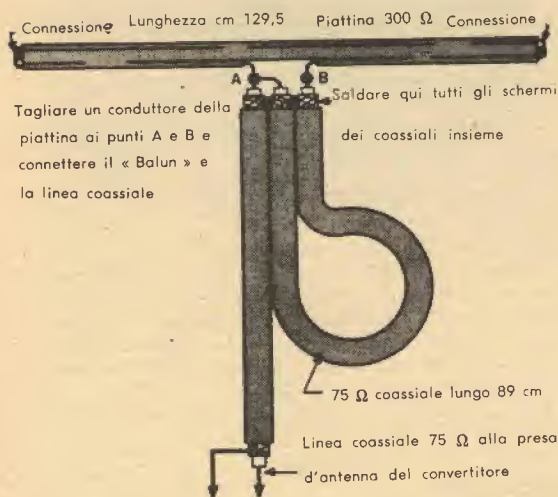 Connessione Lunghezza cm 129,5 Piattina 300 Ω Connessione
A B
Saldare qui tutti gli schermi
dei coassiali insieme
Tagliare un conduttore della
piattina ai punti A e B e
connettere il « Balun » e
la linea coassiale
75 Ω coassiale lungo 89 cm
Linea coassiale 75 Ω alla presa
d'antenna del convertitore